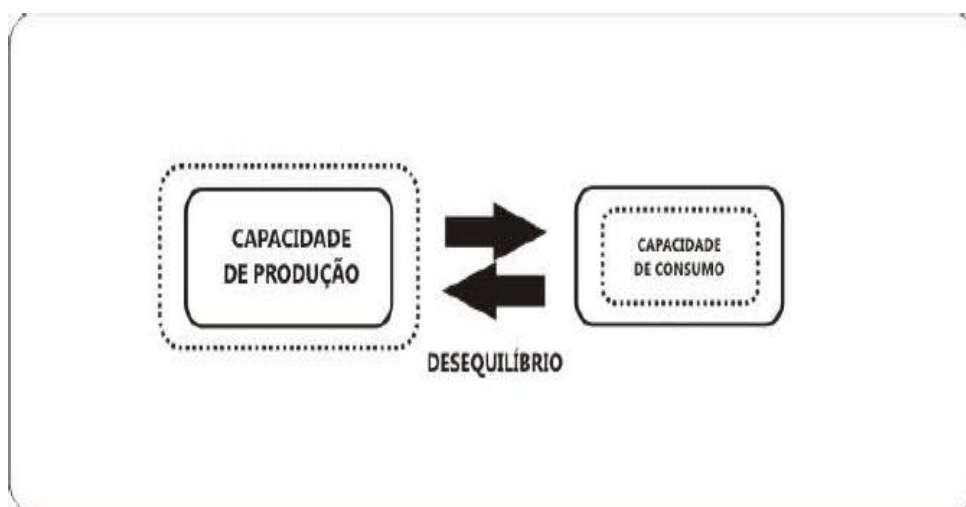 CAPACIDADE
DE PRODUÇÃO
CAPACIDADE
DE CONSUMO
DESEQUILÍBRIO